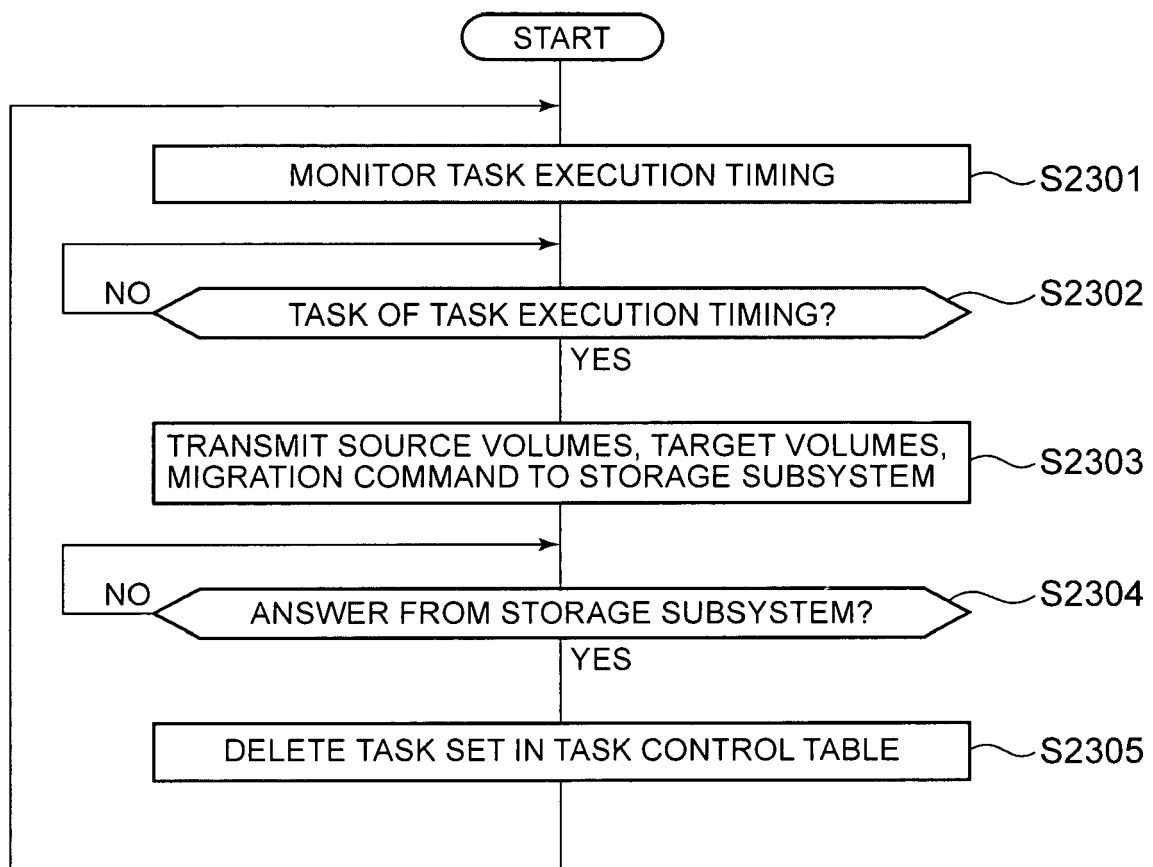 START
MONITOR TASK EXECUTION TIMING
S2301
NO
TASK OF TASK EXECUTION TIMING?
S2302
YES
TRANSMIT SOURCE VOLUMES, TARGET VOLUMES,
MIGRATION COMMAND TO STORAGE SUBSYSTEM
S2303
NO
ANSWER FROM STORAGE SUBSYSTEM?
S2304
YES
DELETE TASK SET IN TASK CONTROL TABLE
S2305